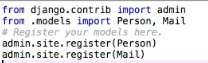 from django.contrib import admin
from .models import Person, Mail
# Register your models here.
admin.site.register(Person)
admin.site.register(Mail)